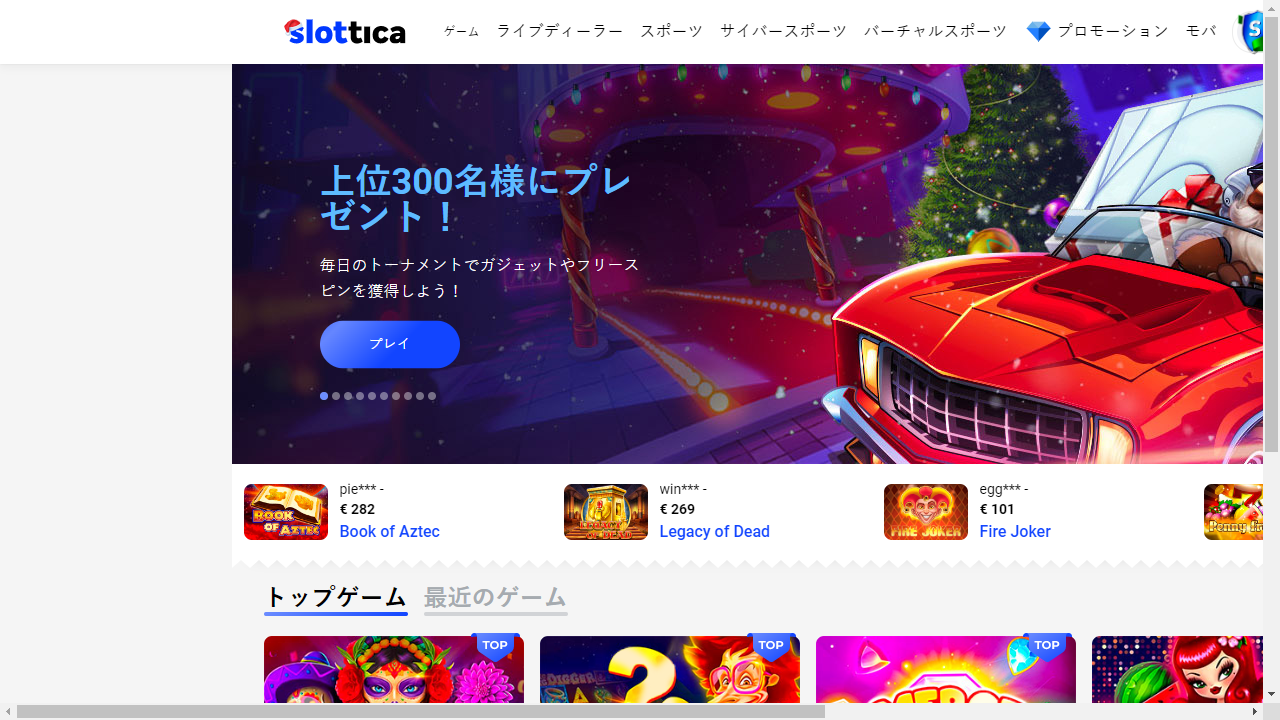 slottica
ゲーム ライブディーラー スポーツ サイバースポーツ バーチャルスポーツ プロモーション モバ
上位300名様にプレ
ゼント！
毎日のトーナメントでガジェットやフリース
ピンを獲得しよう！
プレイ
pie*** -
€ 282
Book of Aztec
BOOK OF AZTEC
win*** -
€ 269
Legacy of Dead
egg*** -
€ 101
Fire Joker
FIRE JOKER
トップゲーム 最近のゲーム
TOP
TOP
TOP